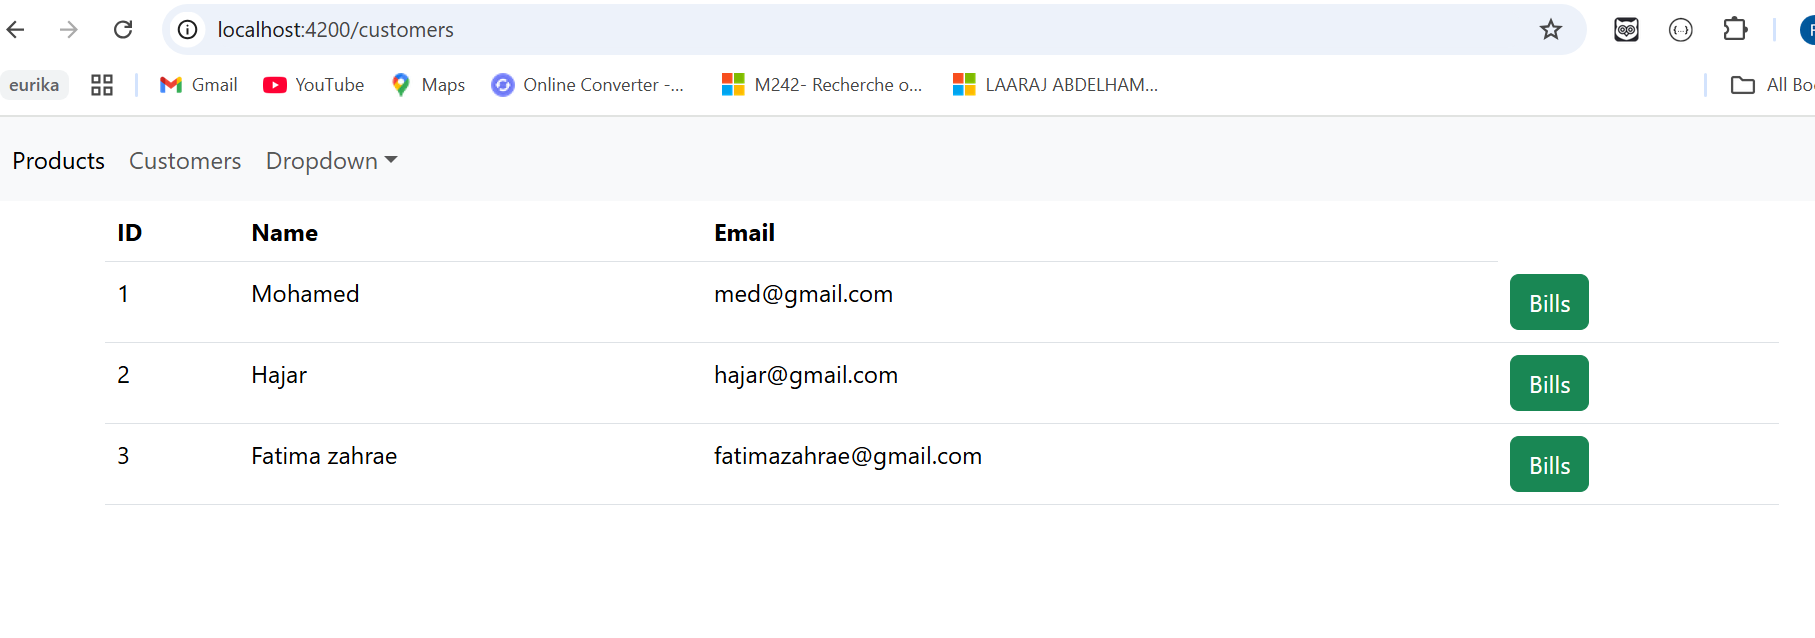 localhost:4200/customers
eurika Gmail YouTube Maps Online Converter -... M242- Recherche o... LAARAJ ABDELHAM... All Bo
Products Customers Dropdown
ID Name Email
1 Mohamed med@gmail.com Bills
2 Hajar hajar@gmail.com Bills
3 Fatima zahrae fatimazahrae@gmail.com Bills